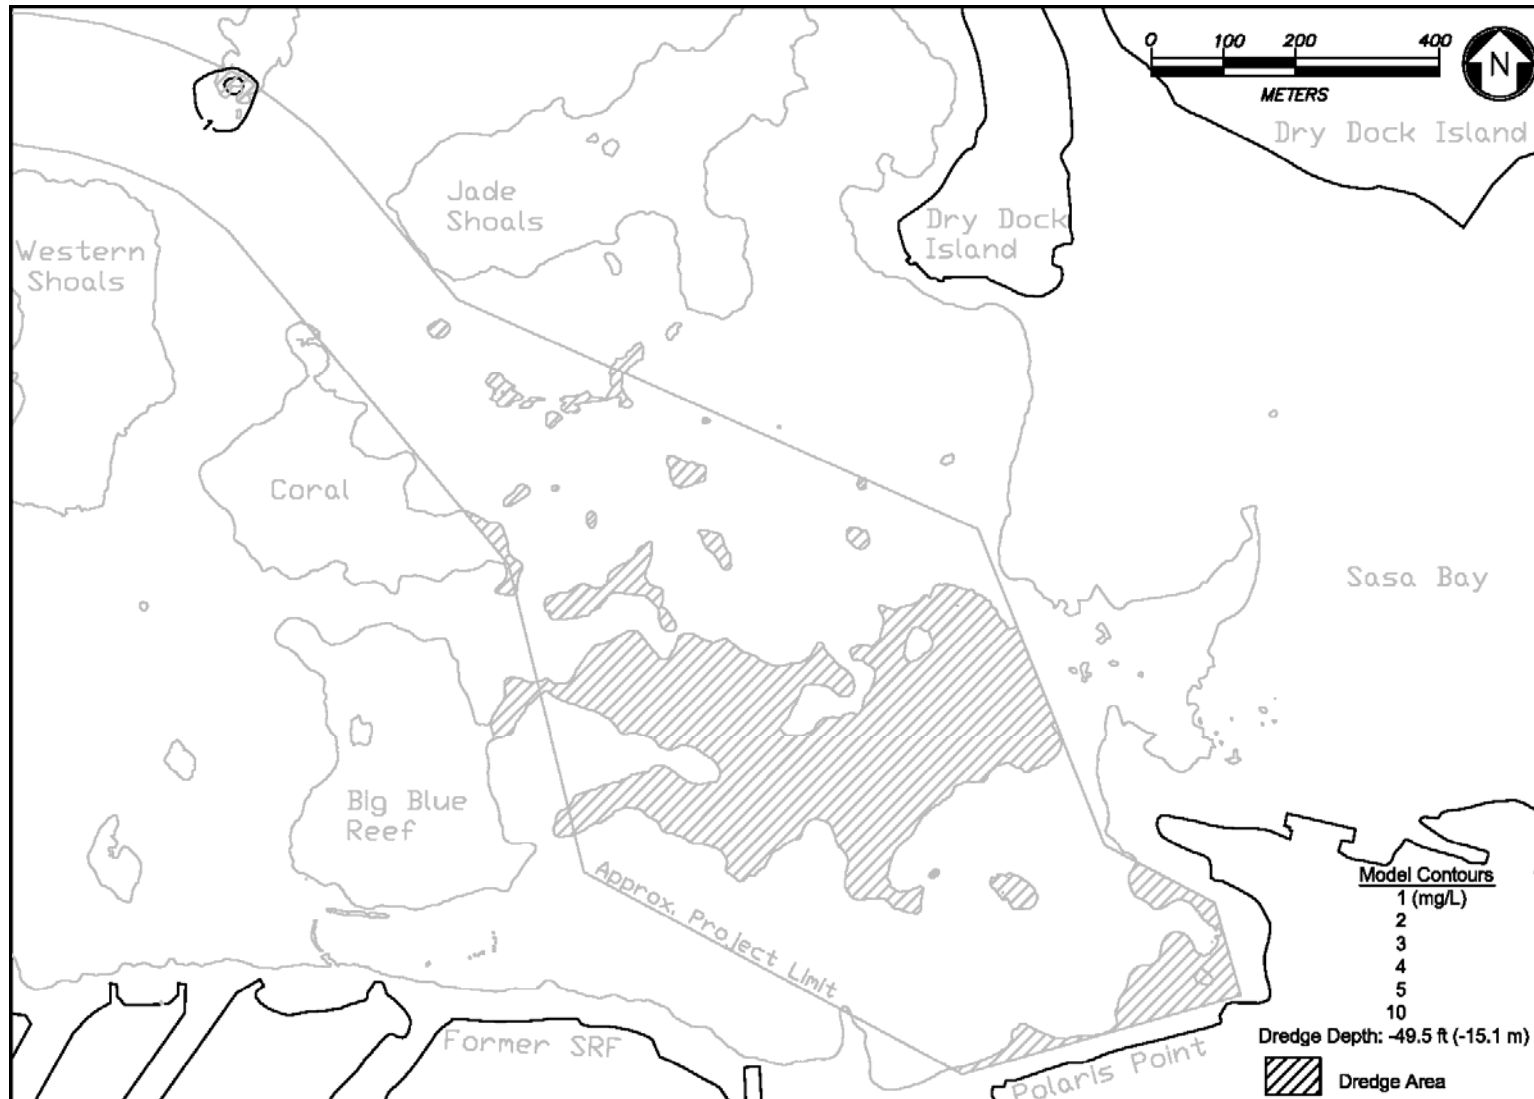 0 100 200 400
METERS
N
Dry Dock Island
1
Jade
Shoals
Dry Dock
Island
Western
Shoals
Coral
Sasa Bay
Big Blue
Reef
Approx. Project Limit
Model Contours
1 (mg/L)
2
3
4
5
10
Dredge Depth: -49.5 ft (-15.1 m)
Dredge Area
Former SRF
Polaris Point